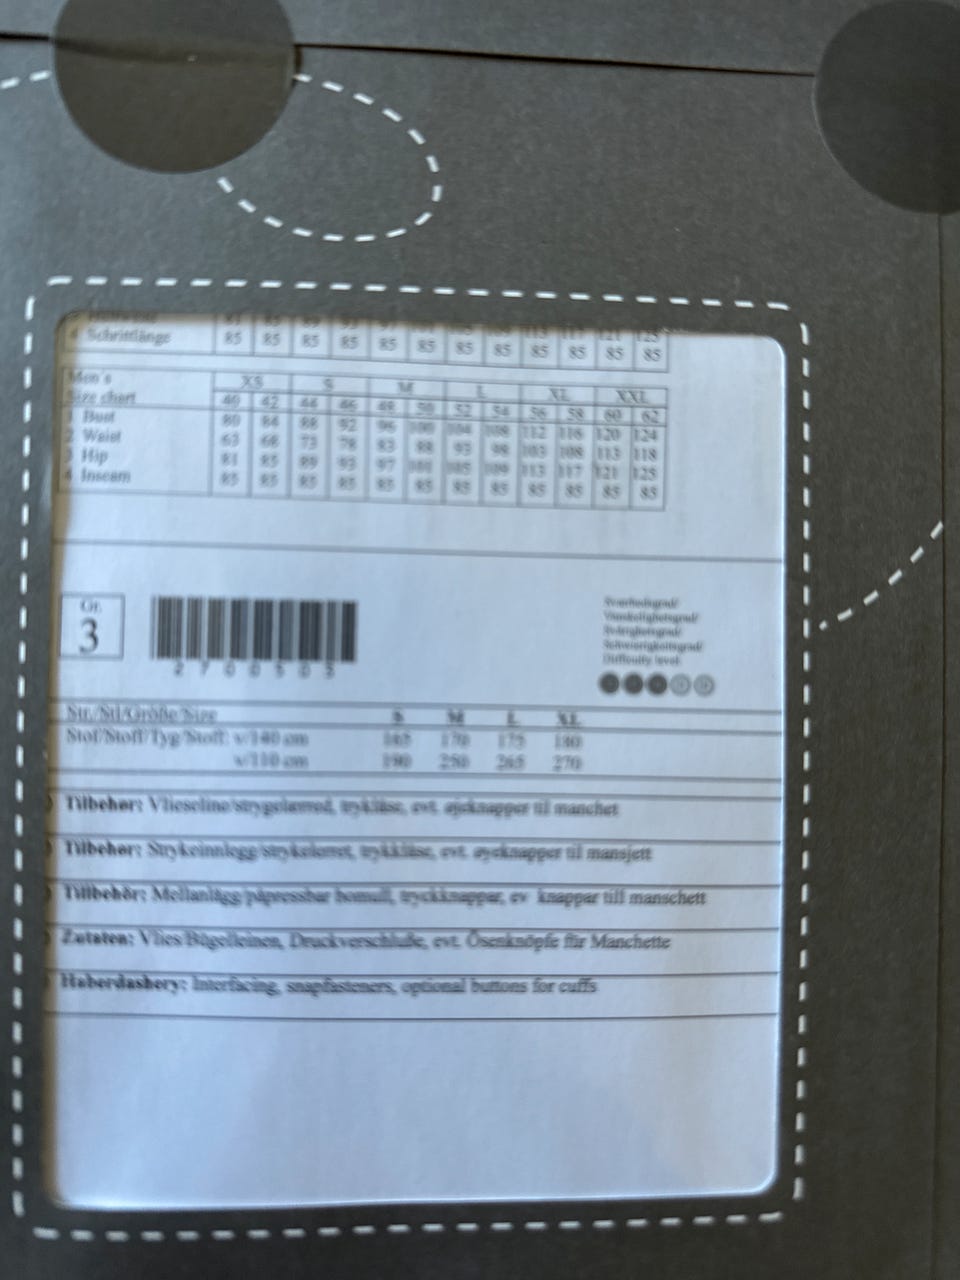 4 Schrittlänge 85 85 85 85 85 85 85 85 85 85 85 85
Men's XS S M L XL XXL
Size chart 40 42 44 46 48 50 52 54 56 58 60 62
1 Bust 80 84 88 92 96 100 104 108 112 116 120 124
2 Waist 63 68 73 78 83 88 93 98 103 108 113 118
3 Hip 81 85 89 93 97 101 105 109 113 117 121 125
4 Inseam 85 85 85 85 85 85 85 85 85 85 85 85
Gr.
3
Sværhedsgrad/
Vanskelighetsgrad/
Svårighetsgrad/
Schwierigkeitsgrad/
Difficulty level:
Str./Stl/Größe/Size S M L XL
Stof/Stoff/Tyg/Stoff: v/140 cm 165 170 175 180
v/110 cm 190 250 265 270
Tilbehør: Vlieseline/strygelærred, tryklåse, evt. øjeknapper til manchet
Tilbehør: Strykeinnlegg/strykelerret, trykklåse, evt. øyeknapper til mansjett
Tillbehör: Mellanlägg/påpressbar bomull, tryckknappar, ev knappar till manschett
Zutaten: Vlies/Bügelleinen, Druckverschluße, evt. Ösenknöpfe für Manchette
Haberdashery: Interfacing, snapfasteners, optional buttons for cuffs